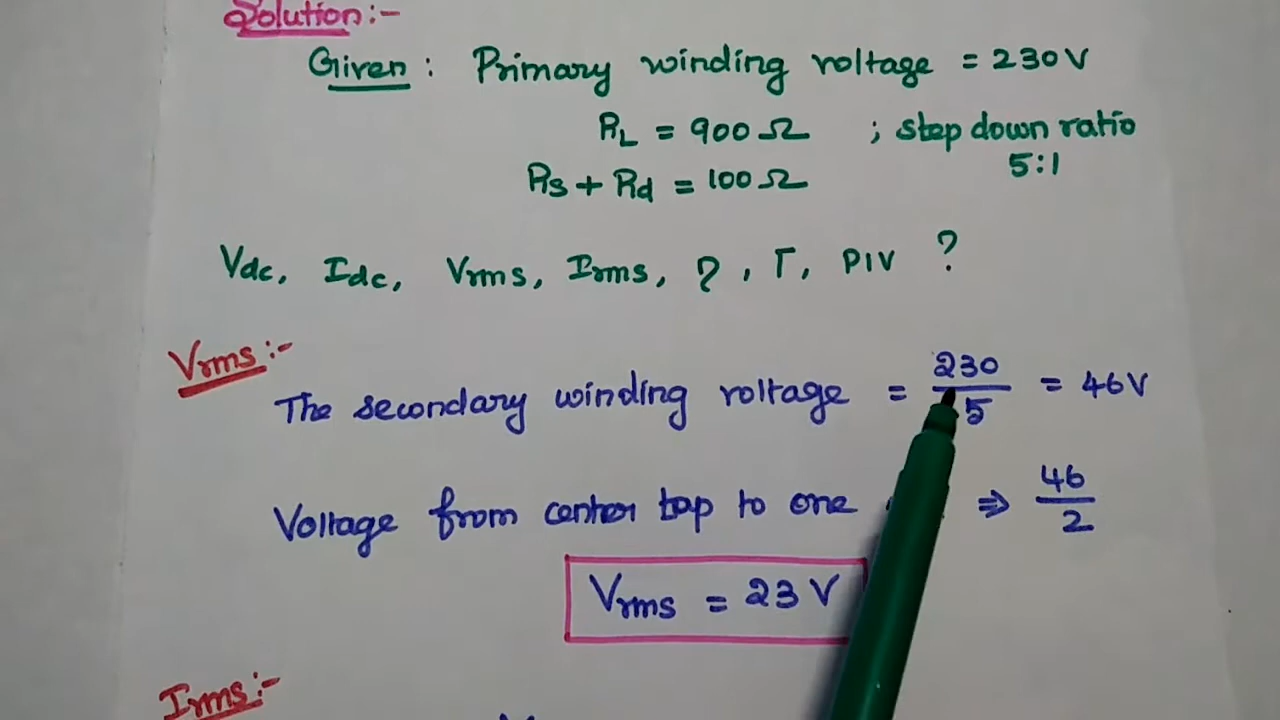 Solution:-
Given: Primary winding voltage = 230V
RL = 900 Ω ; step down ratio
5:1
Rs + Rd = 100 Ω
Vdc, Idc, Vrms, Irms, η, Γ, PIV ?
Vrms:-
The secondary winding voltage = 230/5 = 46V
Voltage from center tap to one ⇒ 46/2
Vrms = 23 V
Irms:-